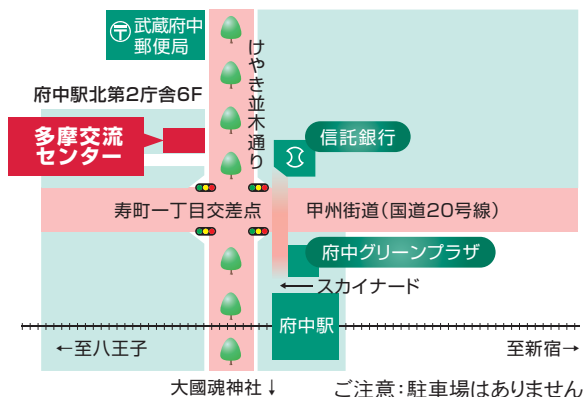 〒武蔵府中
郵便局
けやき並木通り
府中駅北第2庁舎6F
多摩交流
センター
信託銀行
寿町一丁目交差点
甲州街道(国道20号線)
府中グリーンプラザ
←スカイナード
府中駅
←至八王子
至新宿→
大國魂神社↓
ご注意:駐車場はありません